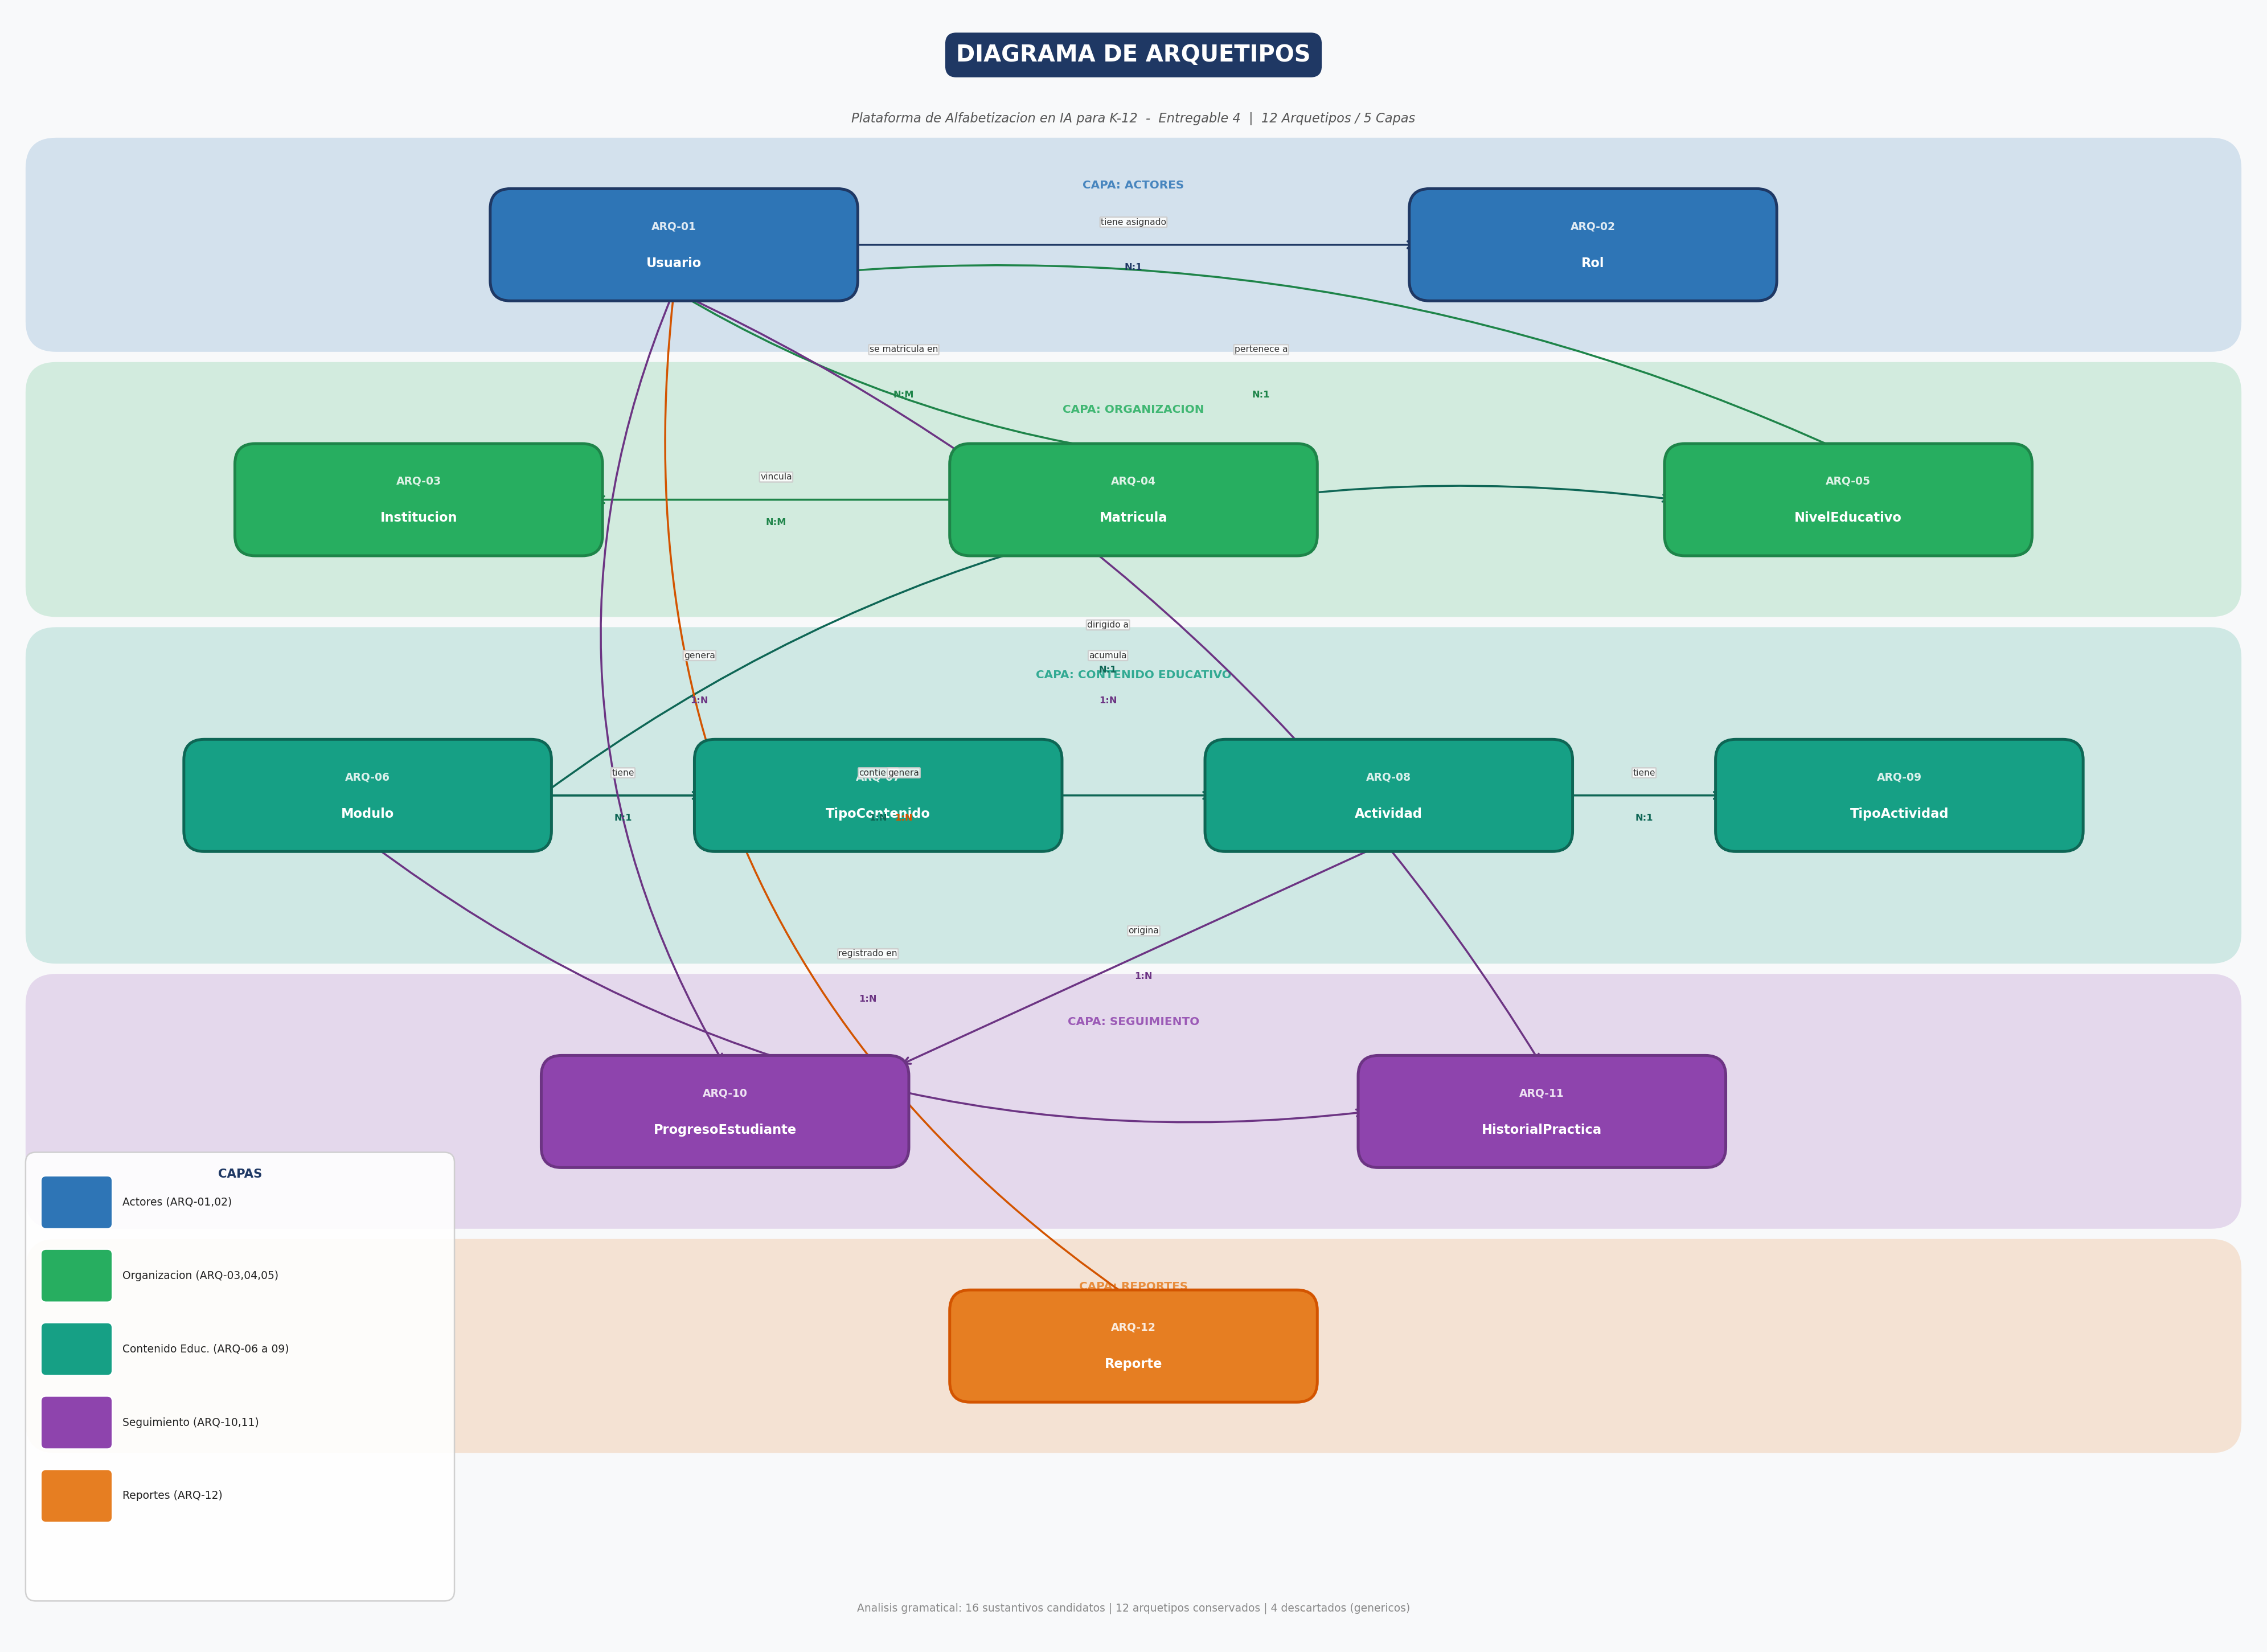 DIAGRAMA DE ARQUETIPOS
Plataforma de Alfabetizacion en IA para K-12 - Entregable 4 | 12 Arquetipos / 5 Capas
CAPA: ACTORES
ARQ-01
Usuario
tiene asignado
N:1
ARQ-02
Rol
se matricula en
N:M
pertenece a
N:1
CAPA: ORGANIZACION
ARQ-03
Institucion
vincula
N:M
ARQ-04
Matricula
ARQ-05
NivelEducativo
dirigido a
N:1
genera
1:N
acumula
1:N
CAPA: CONTENIDO EDUCATIVO
ARQ-06
Modulo
tiene
N:1
genera
TipoContenido
ARQ-08
Actividad
tiene
N:1
ARQ-09
TipoActividad
registrado en
1:N
origina
1:N
CAPA: SEGUIMIENTO
ARQ-10
ProgresoEstudiante
ARQ-11
HistorialPractica
CAPA: REPORTES
ARQ-12
Reporte
CAPAS
Actores (ARQ-01,02)
Organizacion (ARQ-03,04,05)
Contenido Educ. (ARQ-06 a 09)
Seguimiento (ARQ-10,11)
Reportes (ARQ-12)
Analisis gramatical: 16 sustantivos candidatos | 12 arquetipos conservados | 4 descartados (genericos)